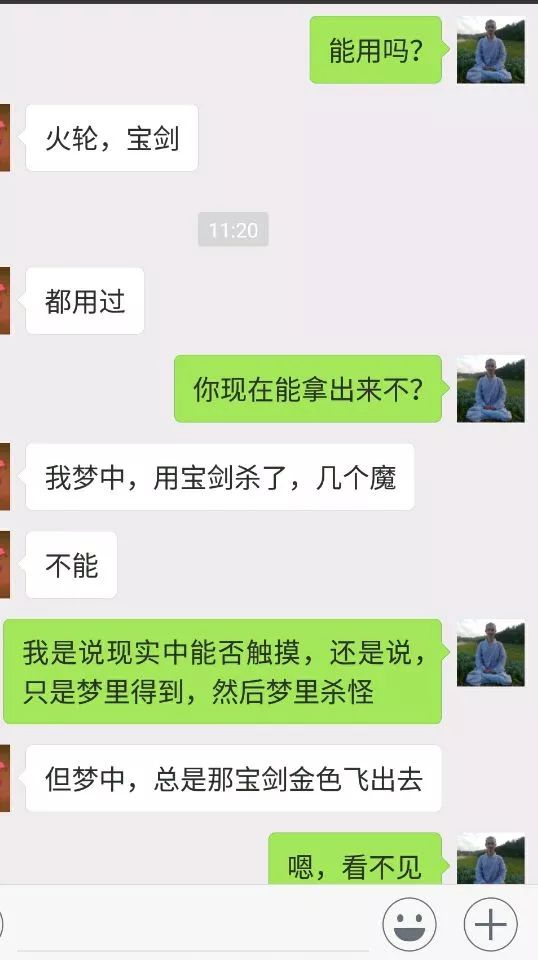 能用吗？
火轮，宝剑
11:20
都用过
你现在能拿出来不？
我梦中，用宝剑杀了，几个魔
不能
我是说现实中能否触摸，还是说，
只是梦里得到，然后梦里杀怪
但梦中，总是那宝剑金色飞出去
嗯，看不见